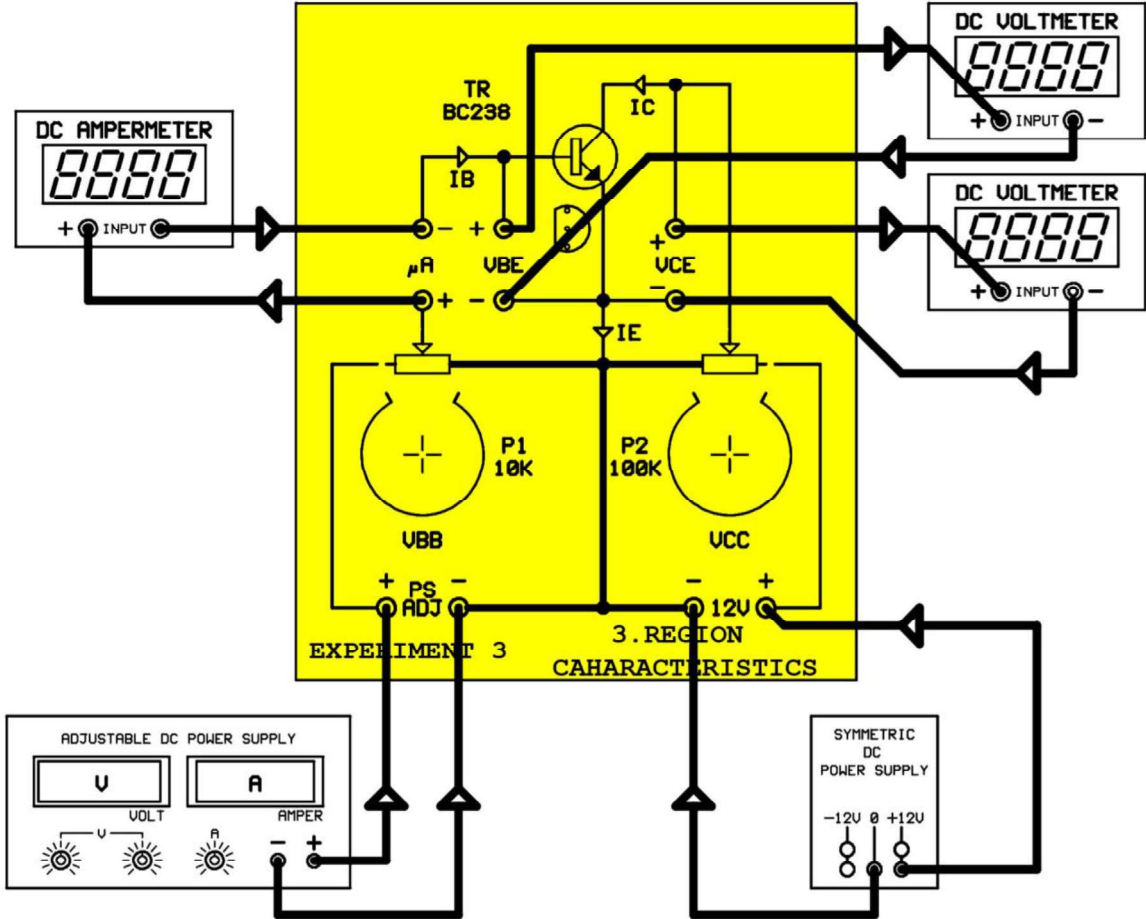 DC VOLTMETER
8888
+ INPUT −
TR
BC238
IC
DC AMPERMETER
8888
+ INPUT
IB
DC VOLTMETER
8888
+ INPUT −
− +
μA VBE
+ −
+
VCE
−
IE
P1
10K
P2
100K
VBB
VCC
+ PS −
ADJ
− +
12V
3.REGION
EXPERIMENT 3
CAHARACTERISTICS
ADJUSTABLE DC POWER SUPPLY
V A
VOLT AMPER
V A − +
SYMMETRIC
DC
POWER SUPPLY
−12V 0 +12V